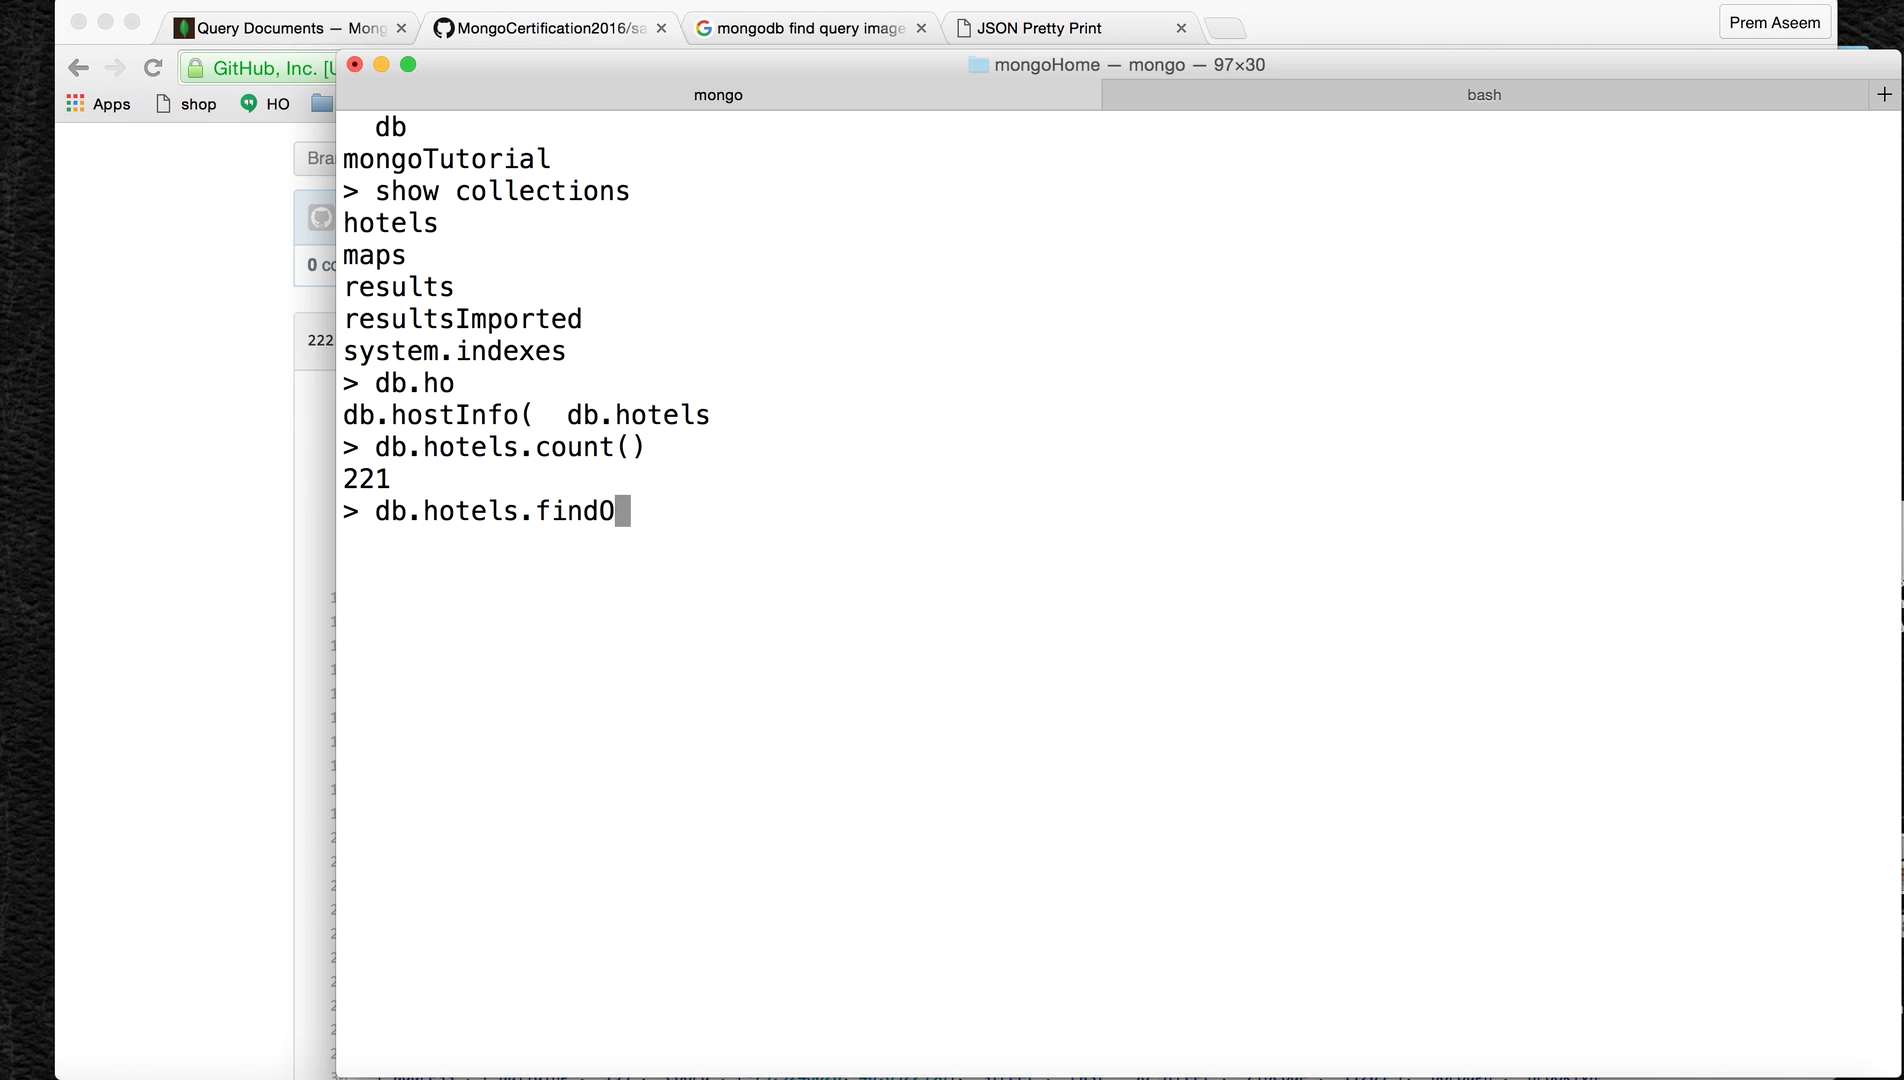 Query Documents — Mong
MongoCertification2016/sa
mongodb find query image
JSON Pretty Print
Prem Aseem
GitHub, Inc. [U
mongoHome — mongo — 97×30
Apps
shop
HO
mongo
bash
Bra
0 co
222
db
mongoTutorial
> show collections
hotels
maps
results
resultsImported
system.indexes
> db.ho
db.hostInfo(  db.hotels
> db.hotels.count()
221
> db.hotels.findO